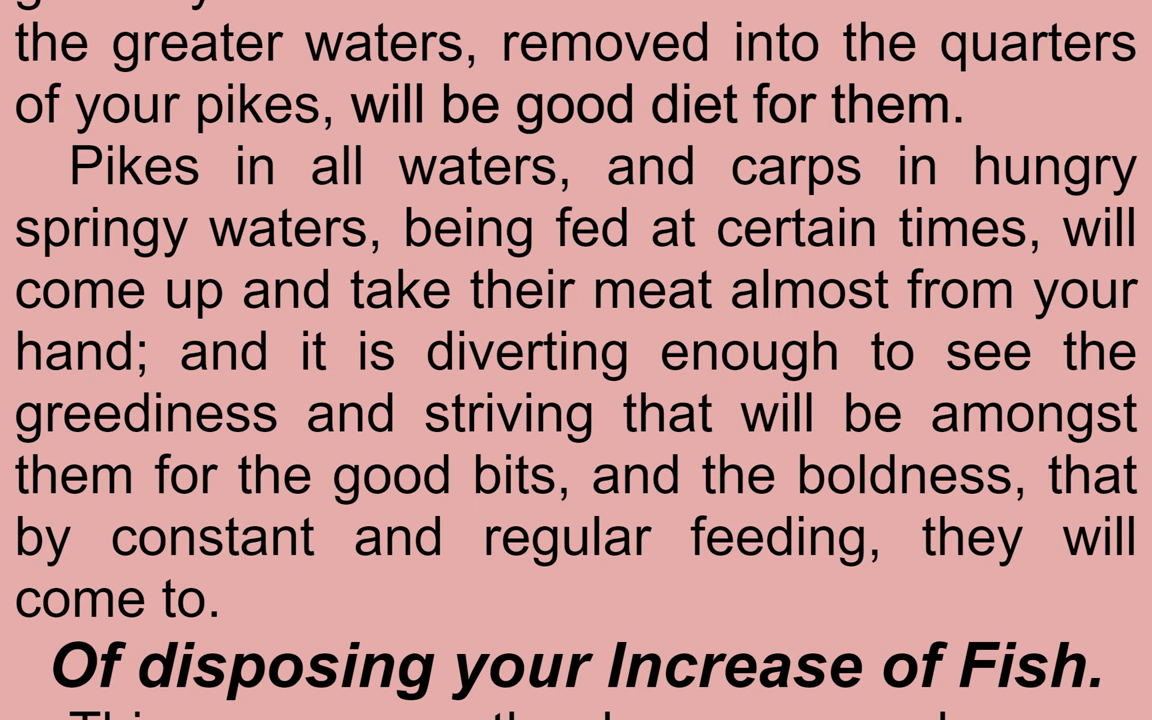 the greater waters, removed into the quarters
of your pikes, will be good diet for them.
Pikes in all waters, and carps in hungry
springy waters, being fed at certain times, will
come up and take their meat almost from your
hand; and it is diverting enough to see the
greediness and striving that will be amongst
them for the good bits, and the boldness, that
by constant and regular feeding, they will
come to.
Of disposing your Increase of Fish.